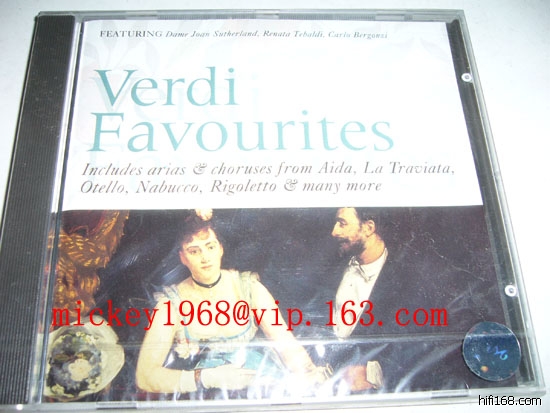 FEATURING Dame Joan Sutherland, Renata Tebaldi, Carlo Bergonzi
Verdi
Favourites
Includes arias & choruses from Aida, La Traviata,
Otello, Nabucco, Rigoletto & many more
mickey1968@vip.163.com
hifi168.com